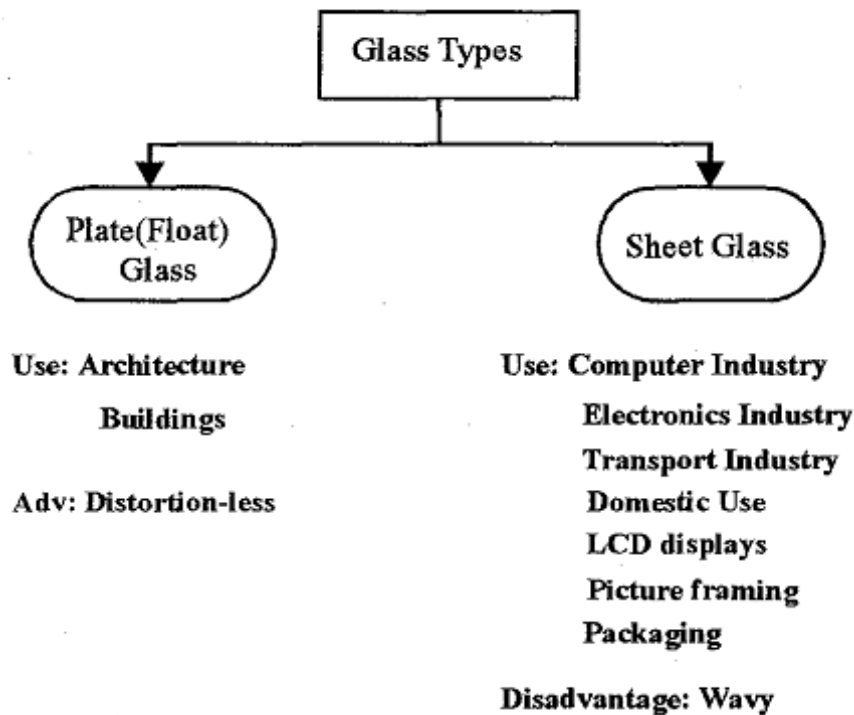 Glass Types
Plate(Float)
Glass
Use: Architecture
Buildings
Adv: Distortion-less
Sheet Glass
Use: Computer Industry
Electronics Industry
Transport Industry
Domestic Use
LCD displays
Picture framing
Packaging
Disadvantage: Wavy